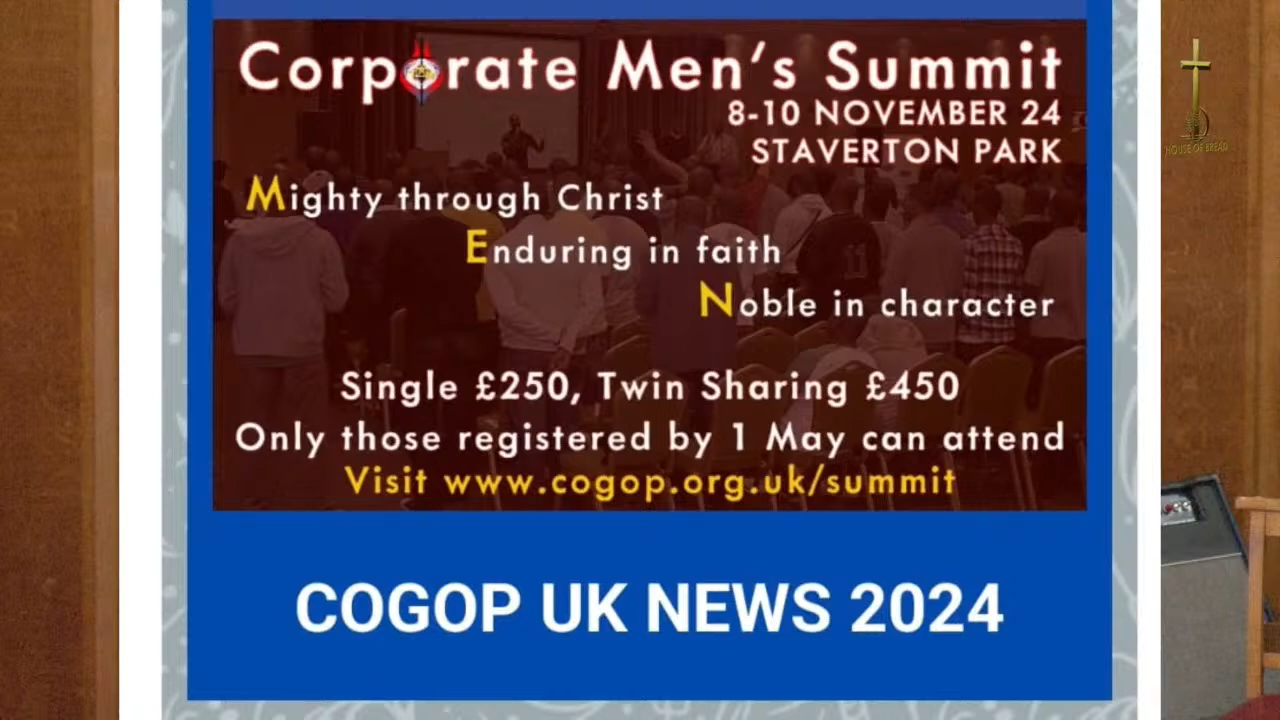 Corporate Men's Summit
8-10 NOVEMBER 24
STAVERTON PARK
Mighty through Christ
Enduring in faith
Noble in character
Single £250, Twin Sharing £450
Only those registered by 1 May can attend
Visit www.cogop.org.uk/summit
COGOP UK NEWS 2024
HOUSE OF BREAD